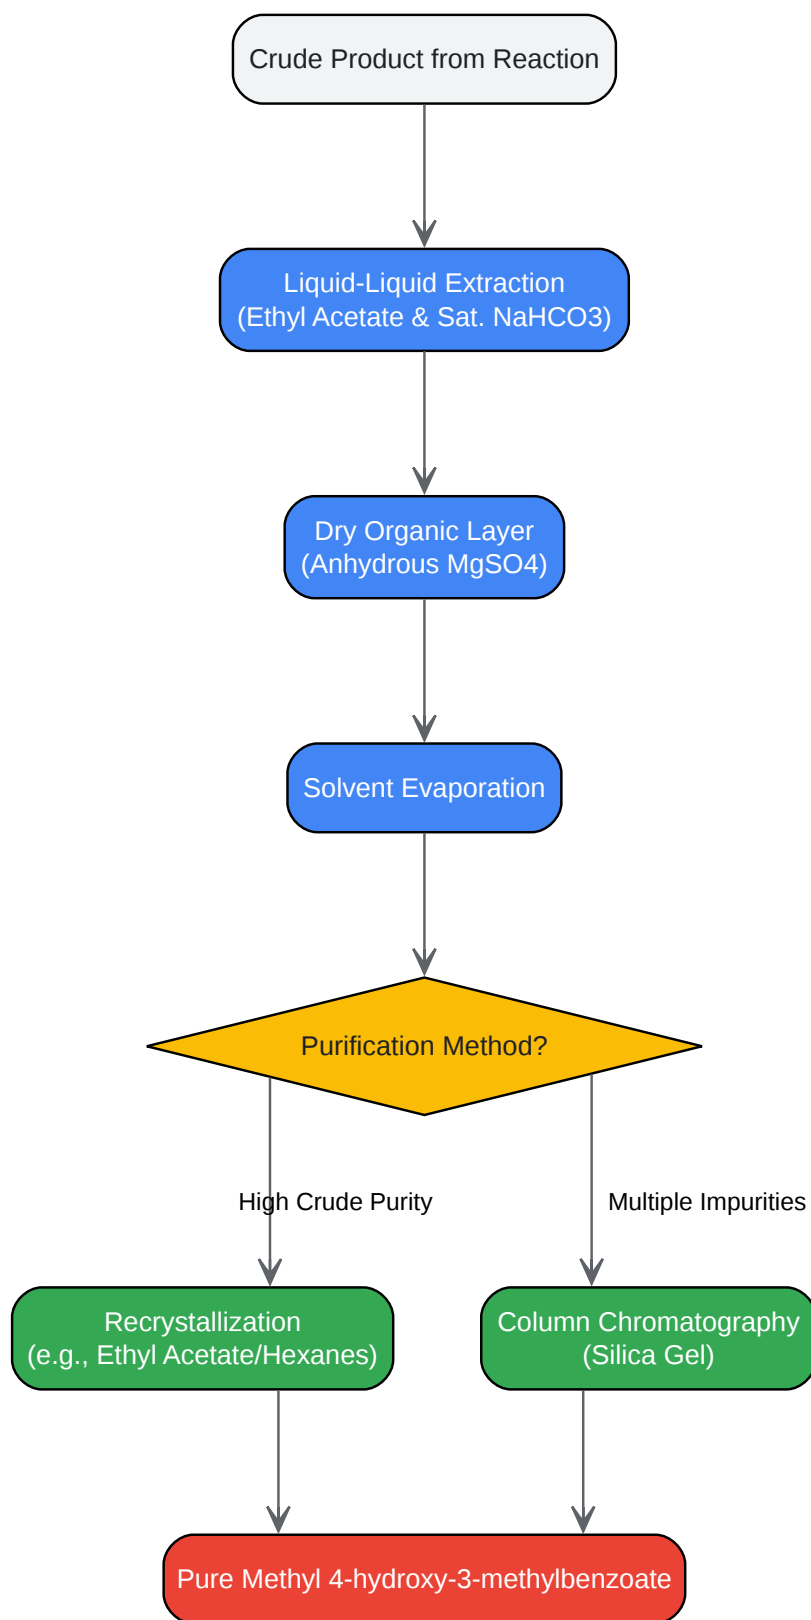 Crude Product from Reaction
Liquid-Liquid Extraction
(Ethyl Acetate & Sat. NaHCO3)
Dry Organic Layer
(Anhydrous MgSO4)
Solvent Evaporation
Purification Method?
High Crude Purity
Multiple Impurities
Recrystallization
(e.g., Ethyl Acetate/Hexanes)
Column Chromatography
(Silica Gel)
Pure Methyl 4-hydroxy-3-methylbenzoate